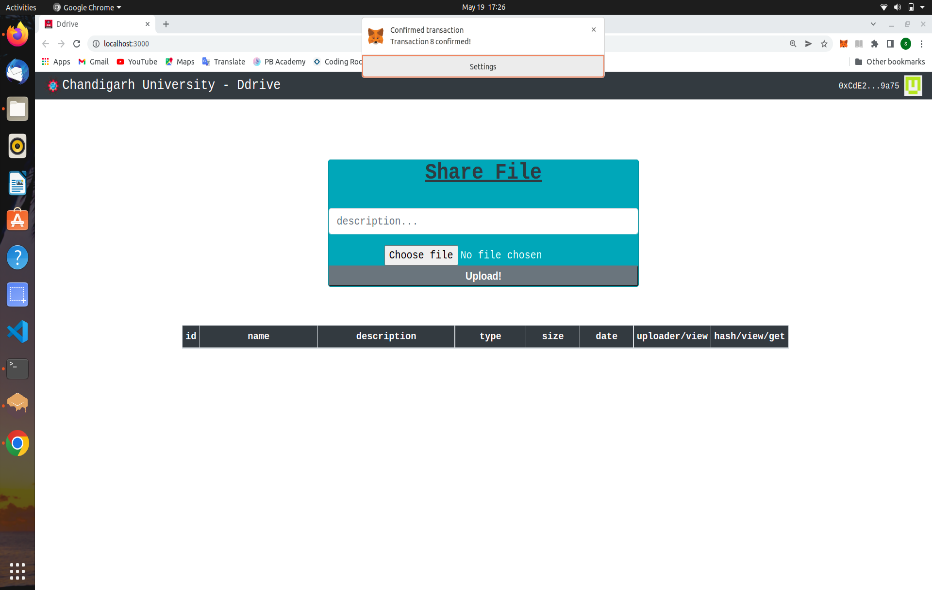 Activities Google Chrome May 19 17:26
Ddrive
Confirmed transaction
Transaction 8 confirmed!
Settings
localhost:3000
Apps Gmail YouTube Maps Translate PB Academy Coding Other bookmarks
Chandigarh University - Ddrive 0xCdE2...9a75
Share File
description...
Choose file No file chosen
Upload!
id name description type size date uploader/view hash/view/get